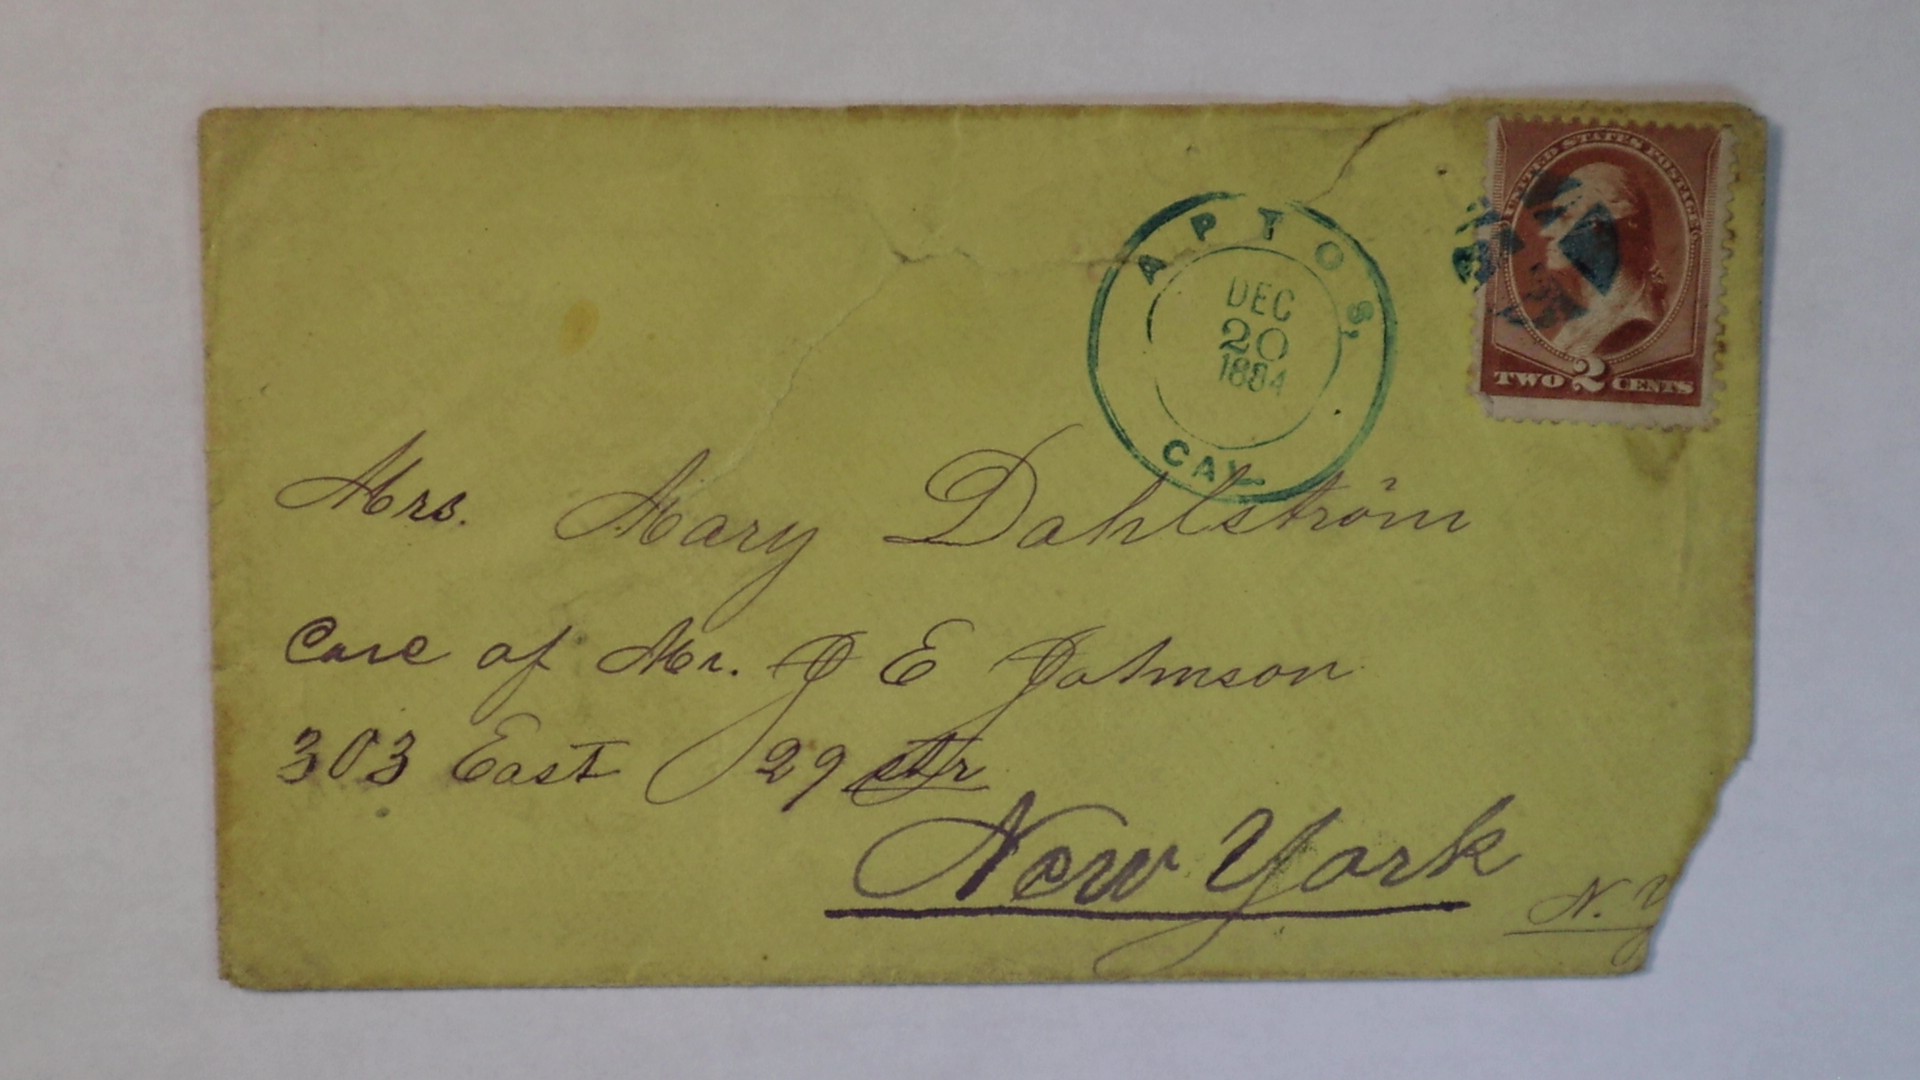 UNITED STATES POSTAGE
TWO 2 CENTS
APTOS,
DEC
20
1884
CAL.
Mrs. Mary Dahlström
Care of Mr. J E Johnson
303 East 29 str
New York
N. Y